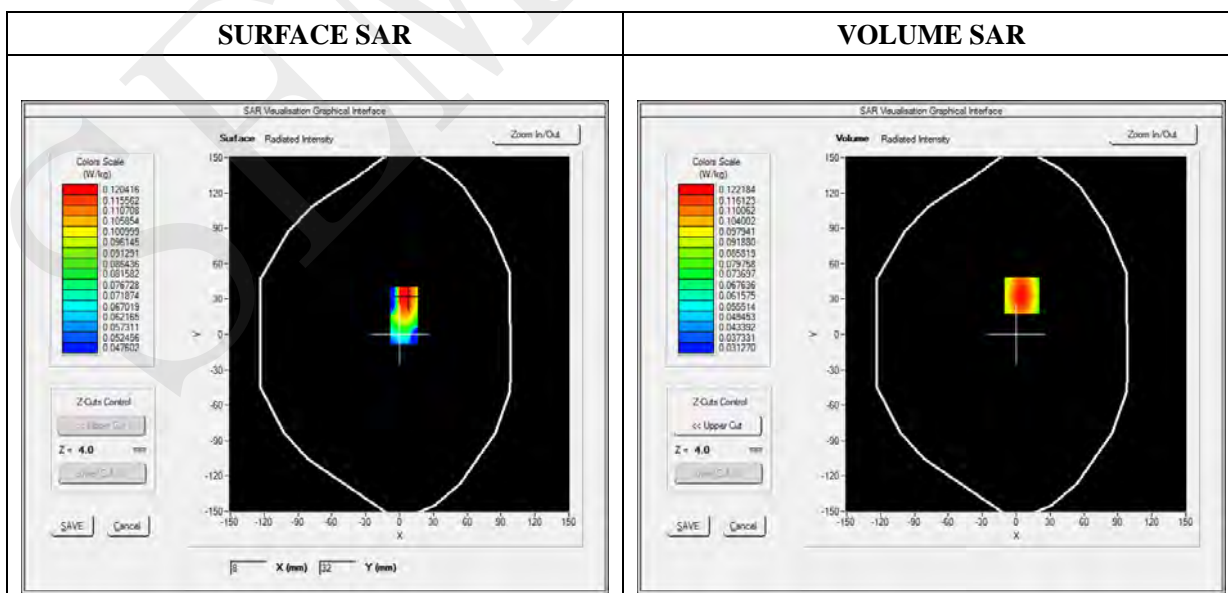 SURFACE SAR
SAR Visualisation Graphical Interface
Surface Radiated Intensity
Zoom In/Out
Colors Scale
(W/kg)
0.120416
0.115562
0.110708
0.105854
0.100999
0.096145
0.091291
0.086436
0.081582
0.076728
0.071874
0.067019
0.062165
0.057311
0.052456
0.047602
Z-Cuts Control
<< Upper Cut
Z = 4.0 mm
SAVE Cancel
150
120
90
60
30
0
-30
-60
-90
-120
-150
Y
-150 -120 -90 -60 -30 0 30 60 90 120 150
X
8 X (mm) 32 Y (mm)
VOLUME SAR
SAR Visualisation Graphical Interface
Volume Radiated Intensity
Zoom In/Out
Colors Scale
(W/kg)
0.122184
0.116123
0.110062
0.104002
0.097941
0.091880
0.085819
0.079758
0.073697
0.067636
0.061575
0.055514
0.049453
0.043392
0.037331
0.031270
Z-Cuts Control
<< Upper Cut
Z = 4.0 mm
SAVE Cancel
150
120
90
60
30
0
-30
-60
-90
-120
-150
Y
-150 -120 -90 -60 -30 0 30 60 90 120 150
X